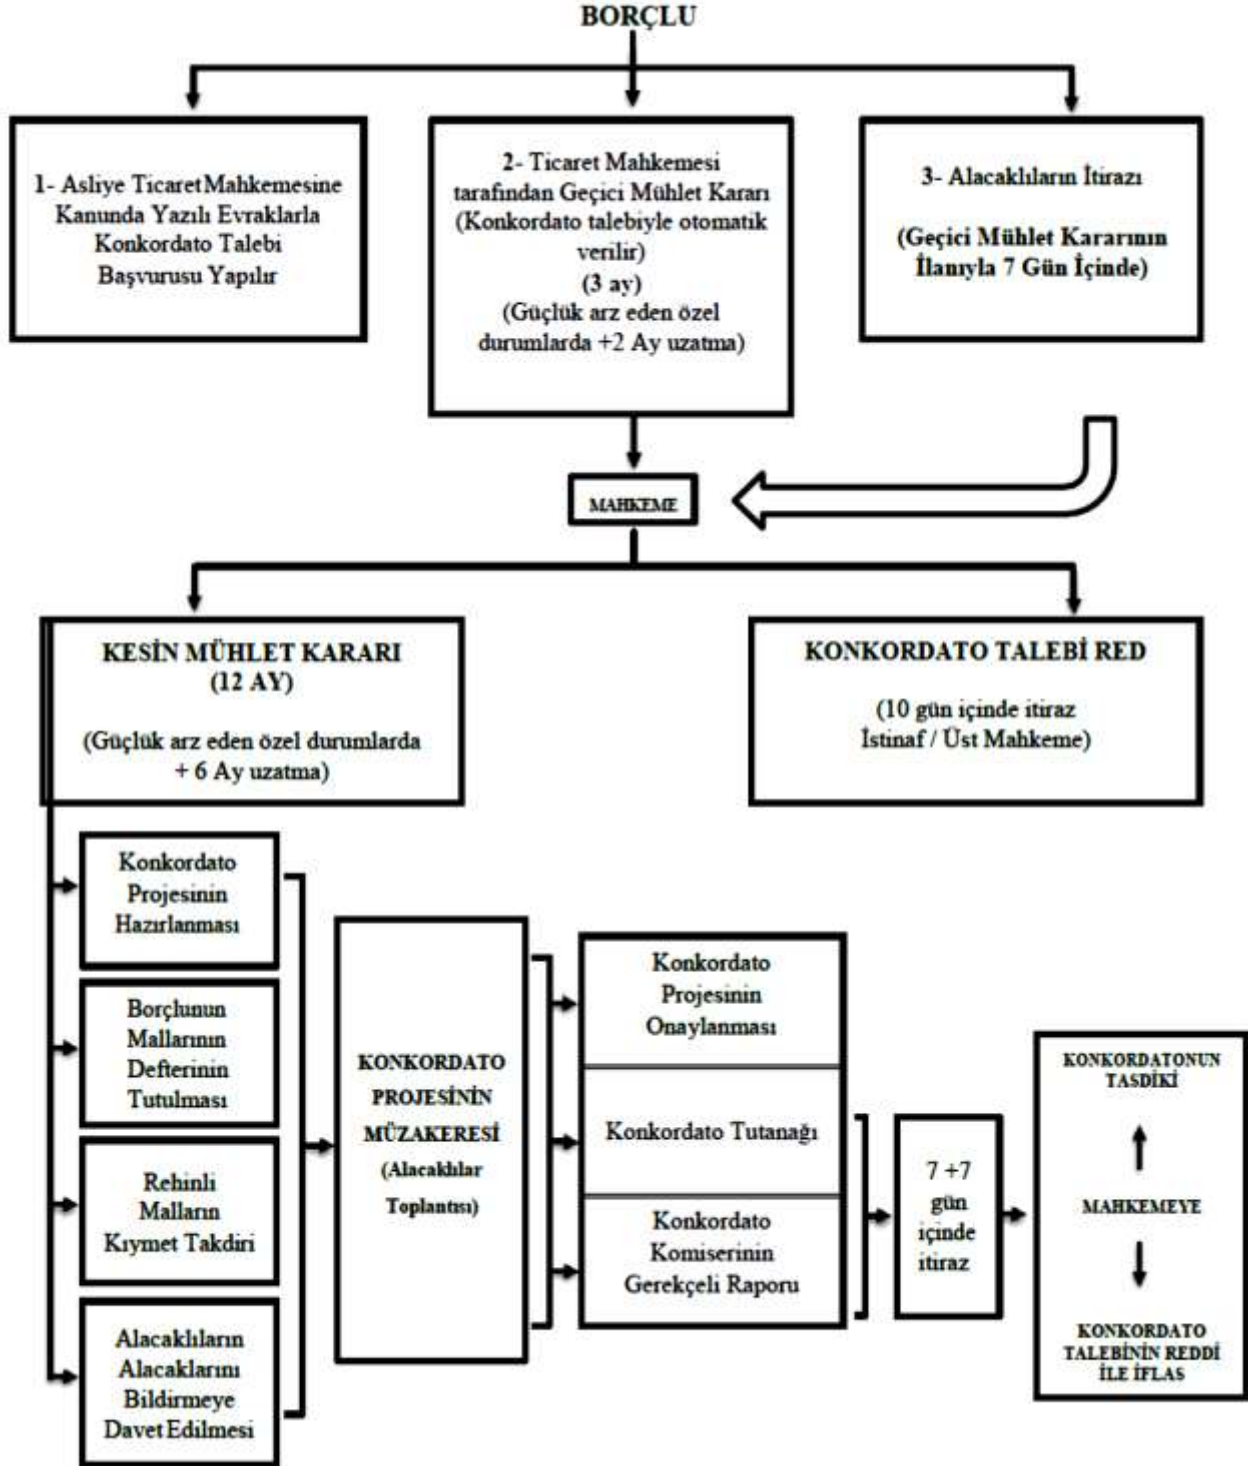 BORÇLU
1- Asliye Ticaret Mahkemesine
Kanunda Yazılı Evraklarla
Konkordato Talebi
Başvurusu Yapılır
2- Ticaret Mahkemesi
tarafından Geçici Mühlet Kararı
(Konkordato talebiyle otomatik
verilir)
(3 ay)
(Güçlük arz eden özel
durumlarda +2 Ay uzatma)
3- Alacaklıların İtirazı
(Geçici Mühlet Kararının
İlanıyla 7 Gün İçinde)
MAHKEME
KESİN MÜHLET KARARI
(12 AY)
(Güçlük arz eden özel durumlarda
+ 6 Ay uzatma)
KONKORDATO TALEBİ RED
(10 gün içinde itiraz
İstinaf / Üst Mahkeme)
Konkordato
Projesinin
Hazırlanması
Borçlunun
Mallarının
Defterinin
Tutulması
Rehinli
Malların
Kıymet Takdiri
Alacaklıların
Alacaklarını
Bildirmeye
Davet Edilmesi
KONKORDATO
PROJESİNİN
MÜZAKERESİ
(Alacaklılar
Toplantısı)
Konkordato
Projesinin
Onaylanması
Konkordato Tutanağı
Konkordato
Komiserinin
Gerekçeli Raporu
7 +7
gün
içinde
itiraz
KONKORDATONUN
TASDİKİ
MAHKEMEYE
KONKORDATO
TALEBİNİN REDDİ
İLE İFLAS